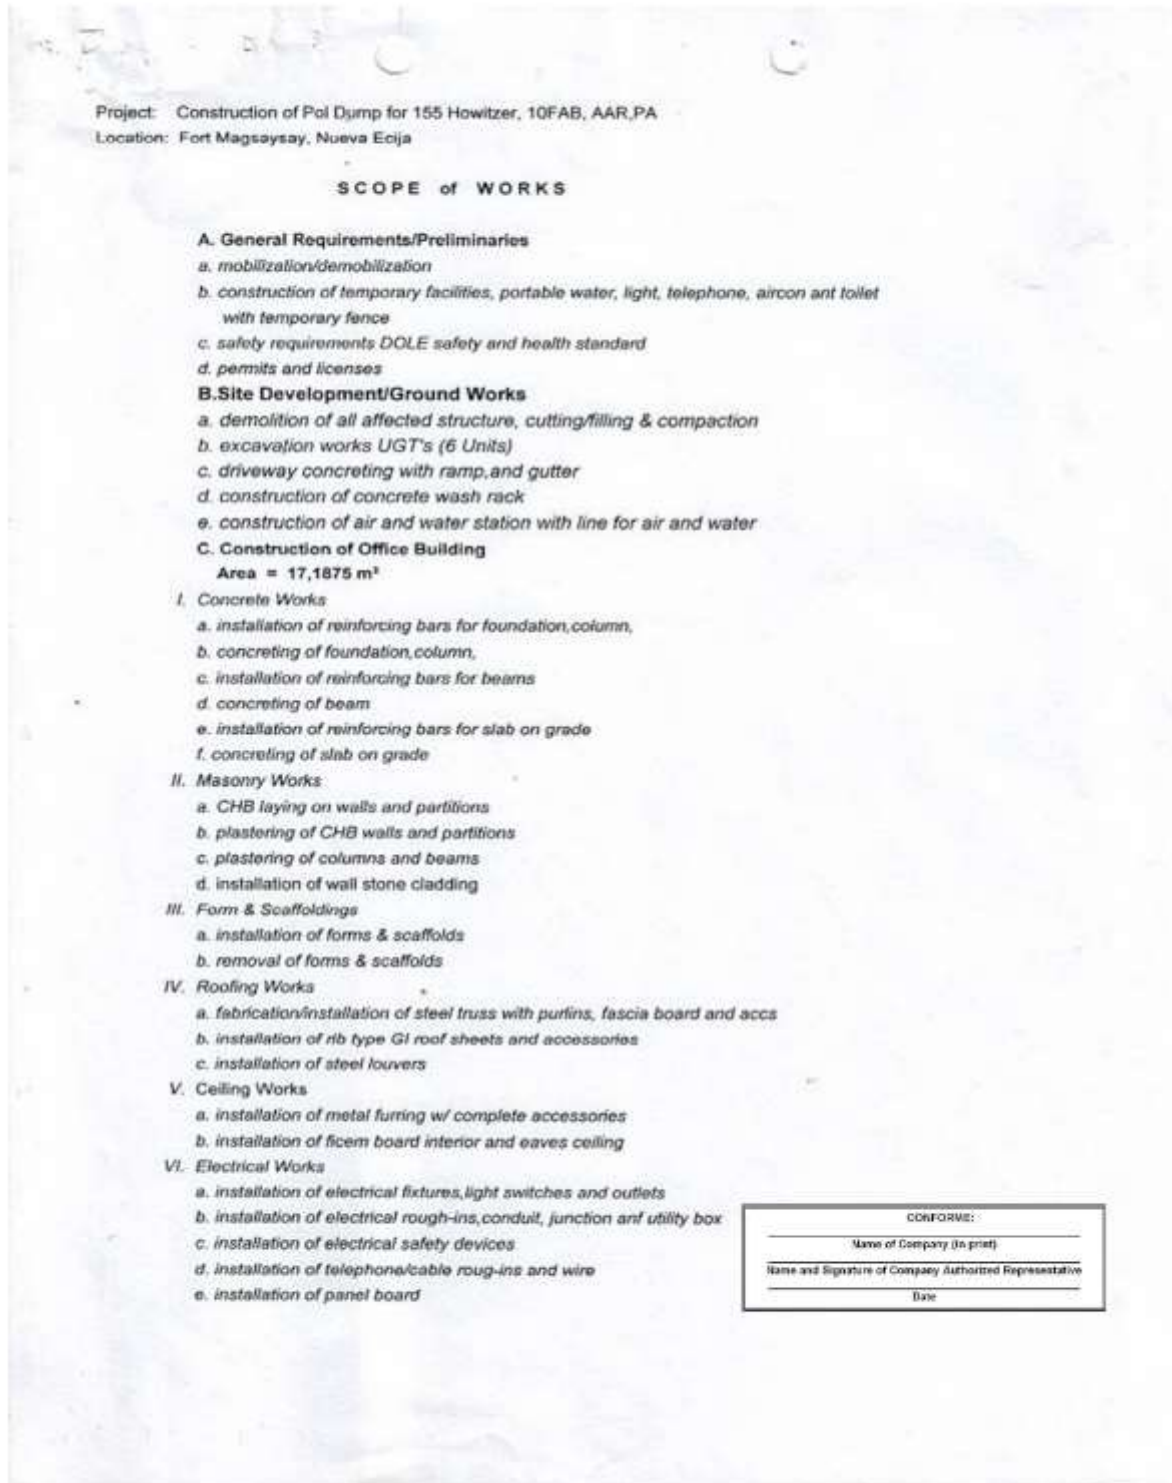 Project: Construction of Pol Dump for 155 Howitzer, 10FAB, AAR,PA
Location: Fort Magsaysay, Nueva Ecija
SCOPE of WORKS
A. General Requirements/Preliminaries
a. mobilization/demobilization
b. construction of temporary facilities, portable water, light, telephone, aircon ant toilet
with temporary fence
c. safety requirements DOLE safety and health standard
d. permits and licenses
B.Site Development/Ground Works
a. demolition of all affected structure, cutting/filling & compaction
b. excavation works UGT's (6 Units)
c. driveway concreting with ramp,and gutter
d. construction of concrete wash rack
e. construction of air and water station with line for air and water
C. Construction of Office Building
Area = 17,1875 m²
I. Concrete Works
a. installation of reinforcing bars for foundation,column,
b. concreting of foundation,column,
c. installation of reinforcing bars for beams
d. concreting of beam
e. installation of reinforcing bars for slab on grade
f. concreting of slab on grade
II. Masonry Works
a. CHB laying on walls and partitions
b. plastering of CHB walls and partitions
c. plastering of columns and beams
d. installation of wall stone cladding
III. Form & Scaffoldings
a. installation of forms & scaffolds
b. removal of forms & scaffolds
IV. Roofing Works
a. fabrication/installation of steel truss with purlins, fascia board and accs
b. installation of rib type GI roof sheets and accessories
c. installation of steel louvers
V. Ceiling Works
a. installation of metal furring w/ complete accessories
b. installation of ficem board interior and eaves ceiling
VI. Electrical Works
a. installation of electrical fixtures,light switches and outlets
b. installation of electrical rough-ins,conduit, junction anf utility box
c. installation of electrical safety devices
d. installation of telephone/cable roug-ins and wire
e. installation of panel board
CONFORME:
Name of Company (in print)
Name and Signature of Company Authorized Representative
Date